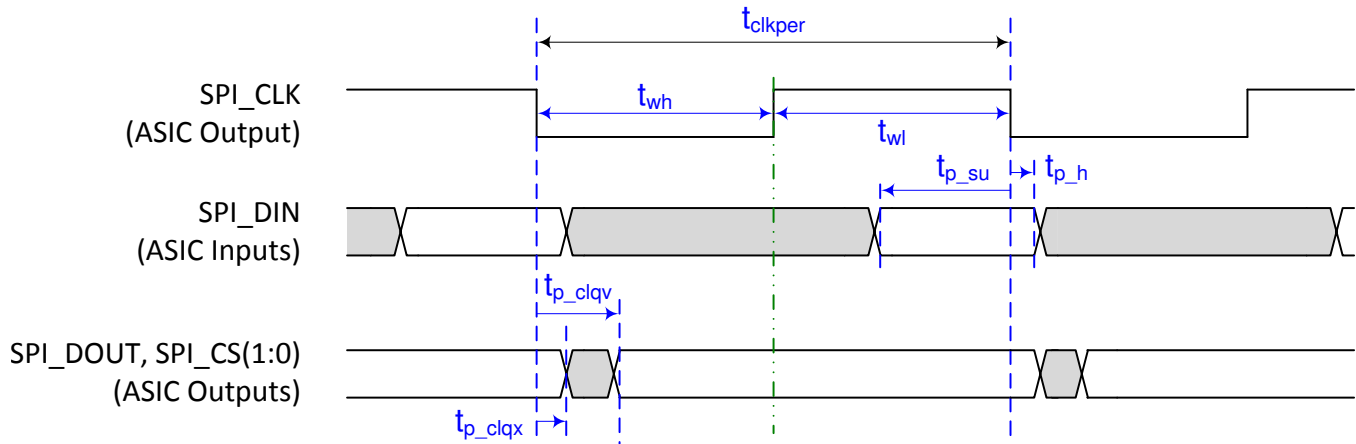 t_clkper
SPI_CLK
(ASIC Output)
t_wh
t_wl
t_p_su
t_p_h
SPI_DIN
(ASIC Inputs)
t_p_clqv
SPI_DOUT, SPI_CS(1:0)
(ASIC Outputs)
t_p_clqx